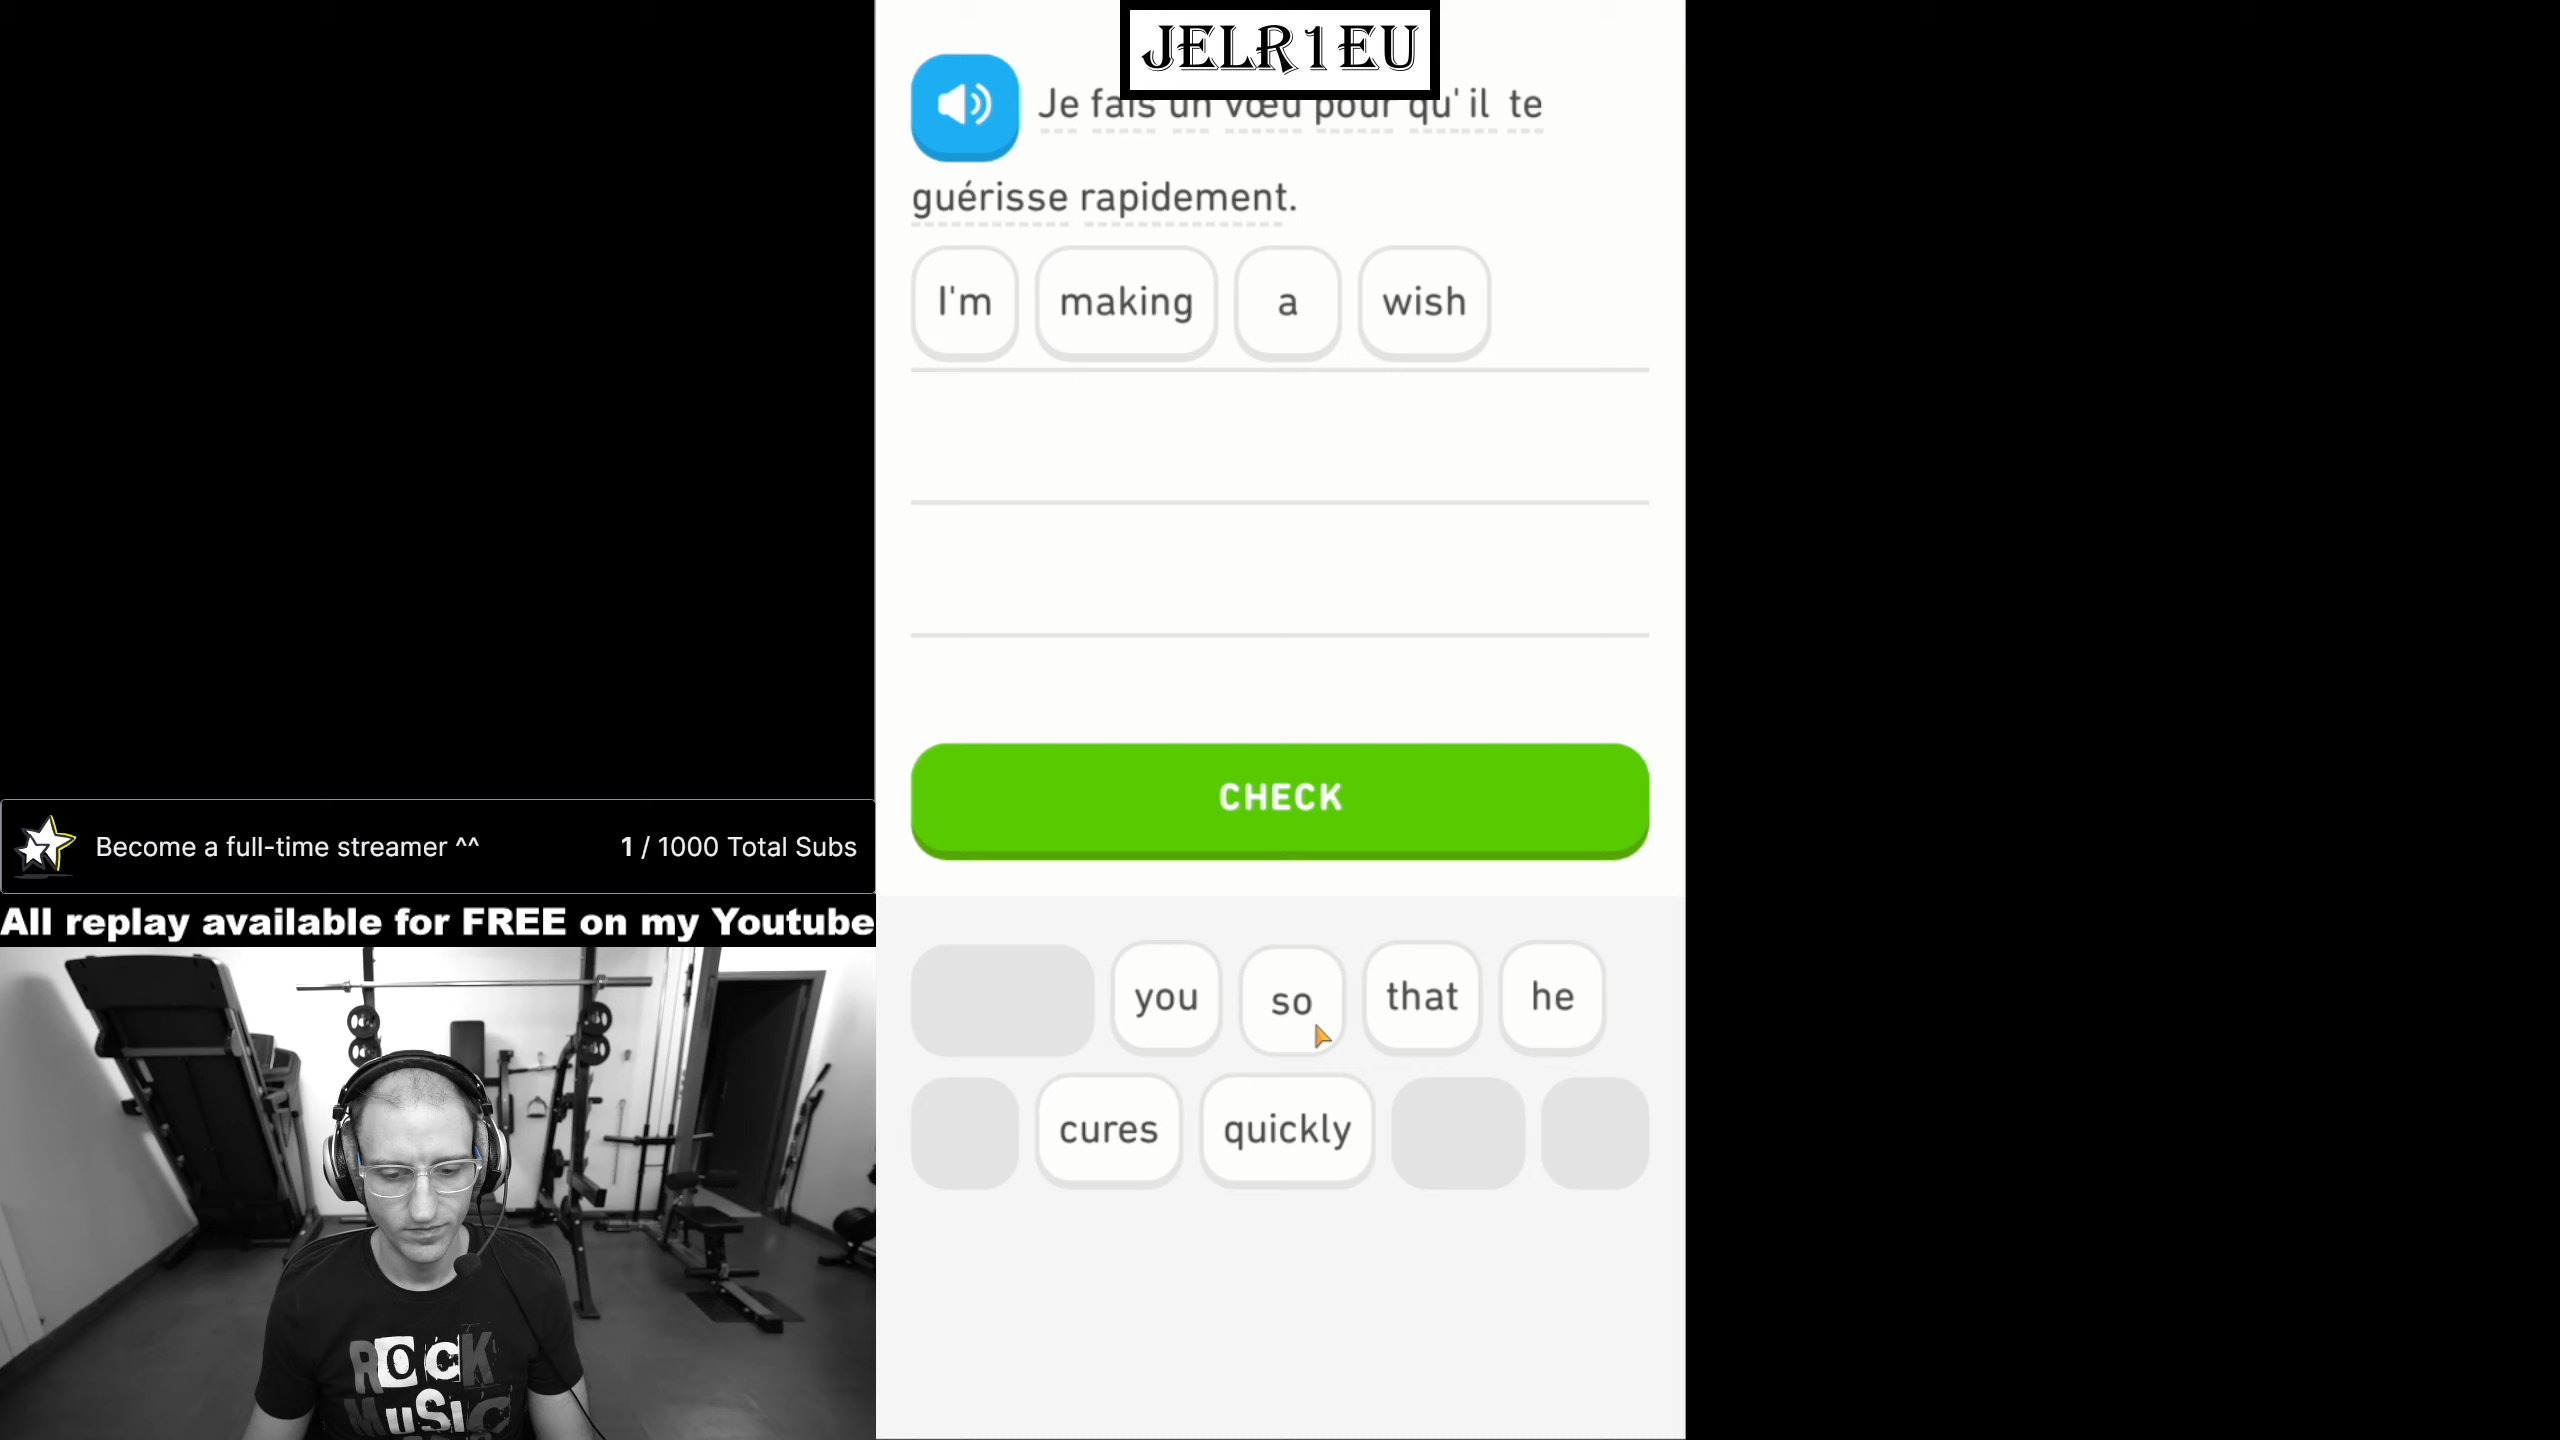 JELR1EU
Je fais un vœu pour qu'il te
guérisse rapidement.
I'm making a wish
CHECK
you so that he
cures quickly
Become a full-time streamer ^^ 1 / 1000 Total Subs
All replay available for FREE on my Youtube
ROCK
MUSIC